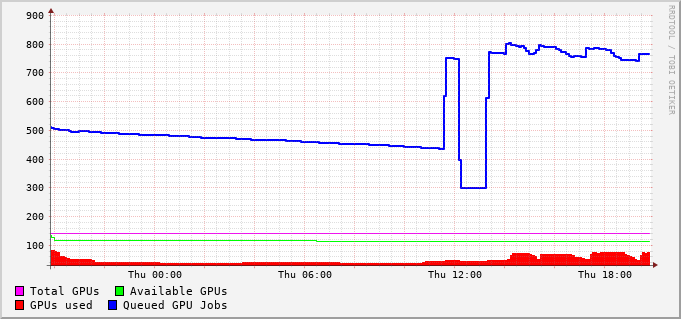 900
800
700
600
500
400
300
200
100
Thu 00:00 Thu 06:00 Thu 12:00 Thu 18:00
Total GPUs Available GPUs
GPUs used Queued GPU Jobs
RRDTOOL / TOBI OETIKER